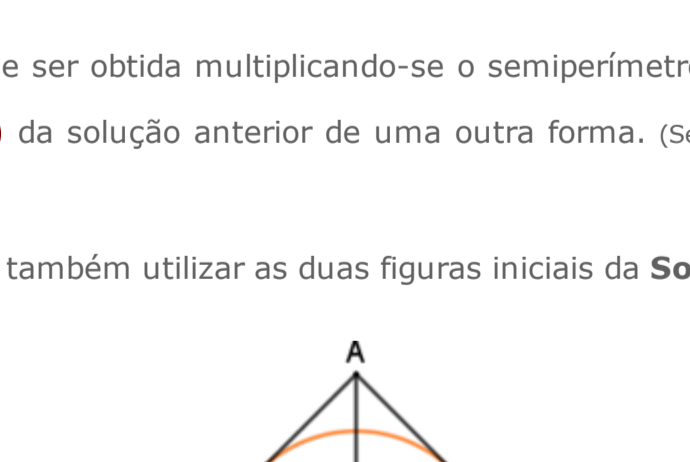 e ser obtida multiplicando-se o semiperímetr
) da solução anterior de uma outra forma. (Se
também utilizar as duas figuras iniciais da So
A